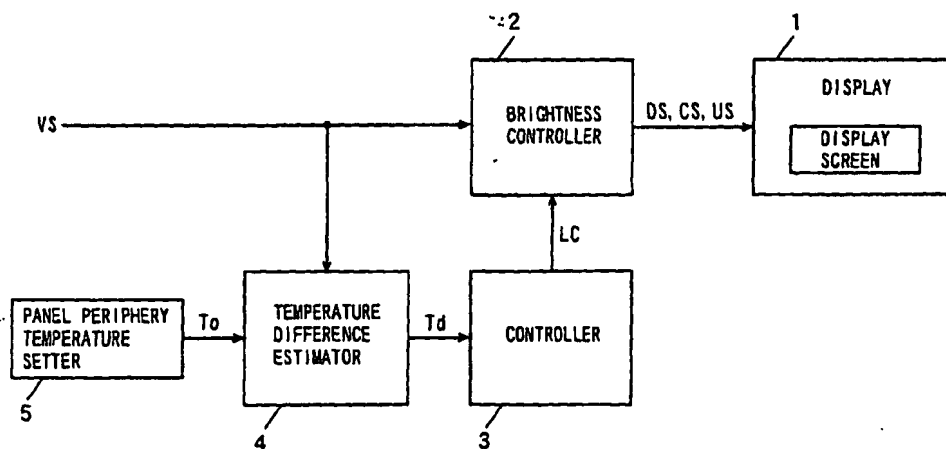 2
1
VS
BRIGHTNESS
CONTROLLER
DS, CS, US
DISPLAY
DISPLAY
SCREEN
LC
PANEL PERIPHERY
TEMPERATURE
SETTER
To
TEMPERATURE
DIFFERENCE
ESTIMATOR
Td
CONTROLLER
5
4
3